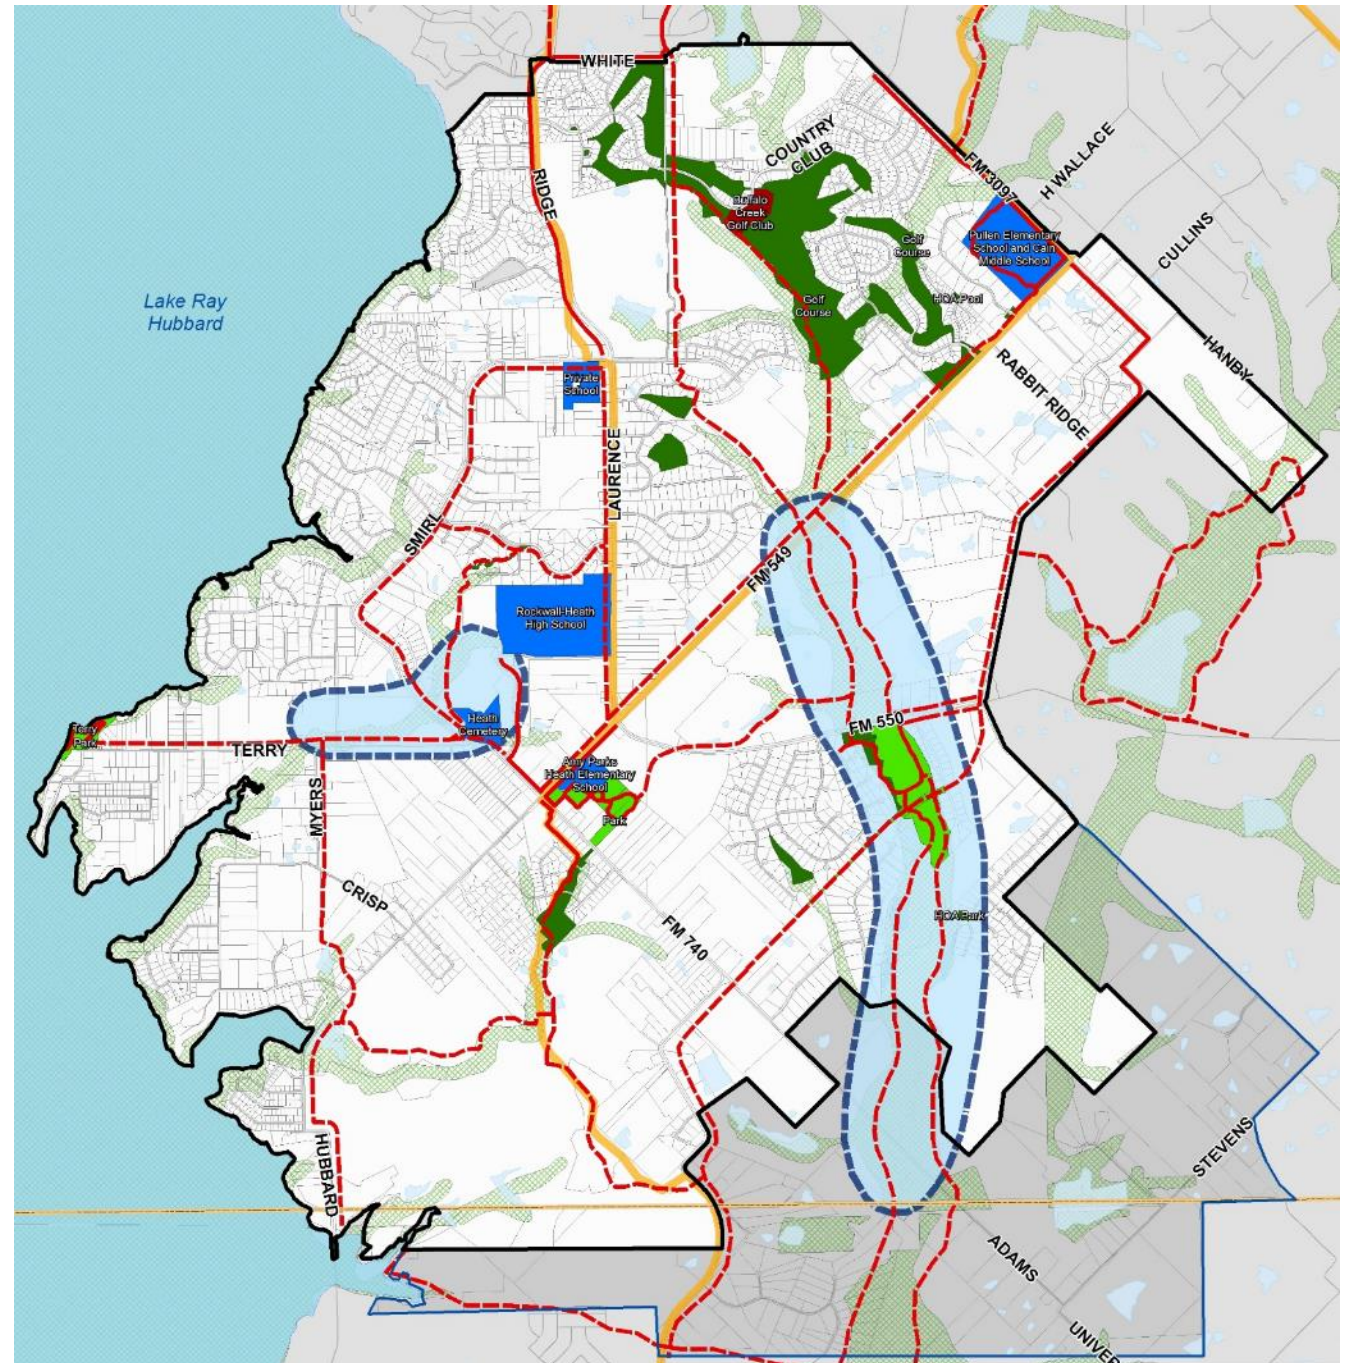 WHITE
COUNTRY
CLUB
FM 3097
H WALLACE
RIDGE
Buffalo
Creek
Golf Club
CULLINS
Pullen Elementary
School and Cain
Middle School
Golf
Course
Lake Ray
Hubbard
HOA Pool
Golf
Course
HANBY
RABBIT RIDGE
Private
School
LAURENCE
SMIRL
FM 549
Rockwall-Heath
High School
Heath
Cemetery
FM 550
Terry
Park
TERRY
Amy Parks
Heath Elementary
School
MYERS
Park
CRISP
FM 740
HOA Park
STEVENS
HUBBARD
ADAMS
UNIVER